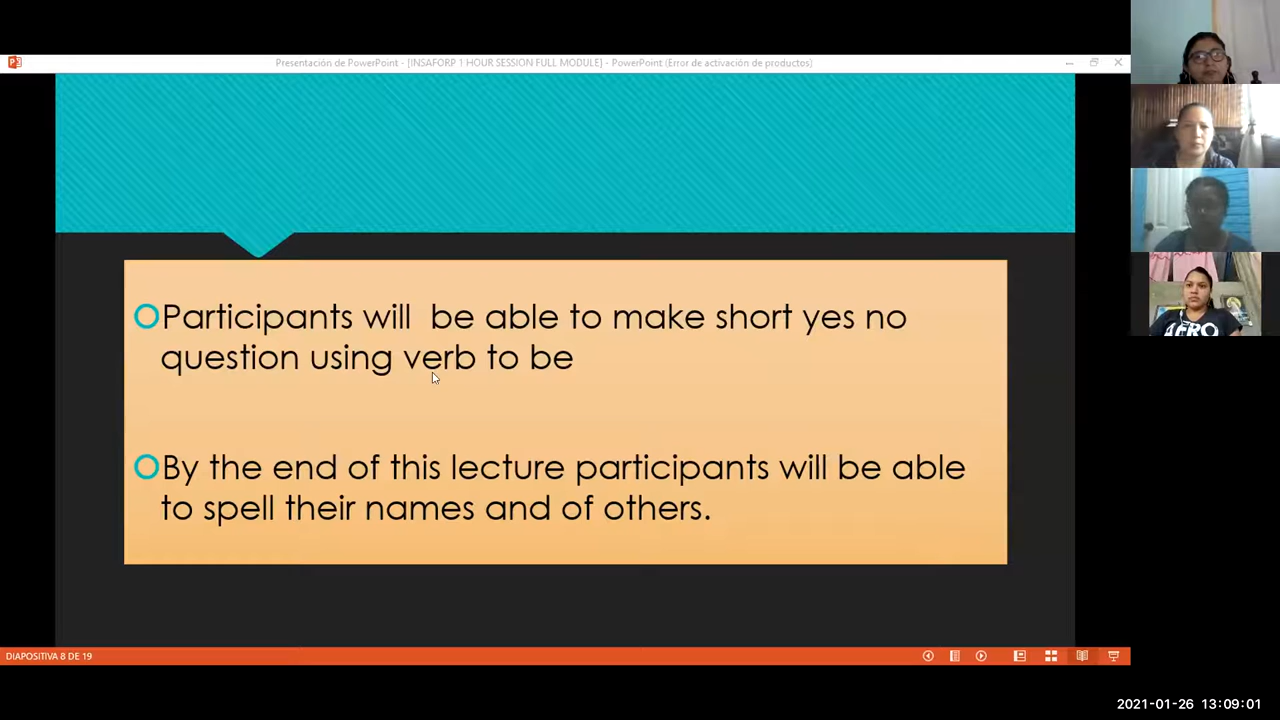 Presentación de PowerPoint - [INSAFORP 1 HOUR SESSION FULL MODULE] - PowerPoint (Error de activación de productos)
Participants will  be able to make short yes no
question using verb to be
By the end of this lecture participants will be able
to spell their names and of others.
AERO
DIAPOSITIVA 8 DE 19
2021-01-26 13:09:01